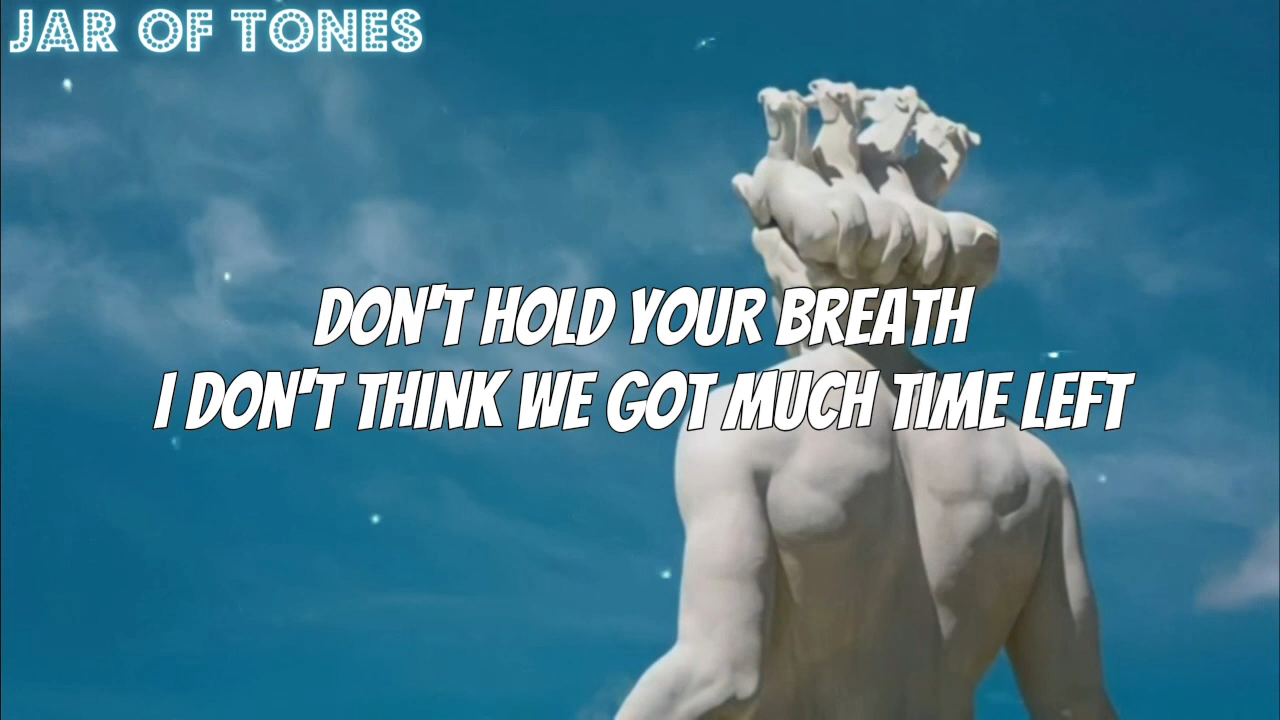 JAR OF TONES
DON'T HOLD YOUR BREATH
I DON'T THINK WE GOT MUCH TIME LEFT